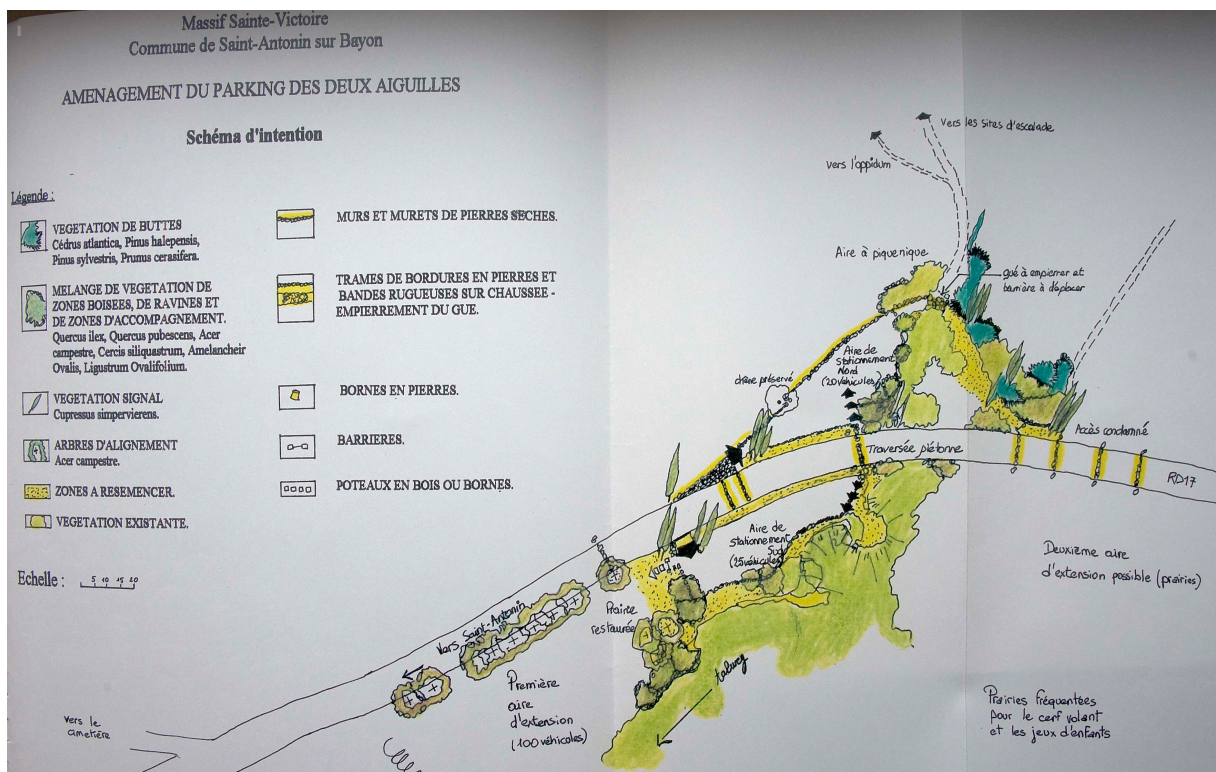 Massif Sainte-Victoire
Commune de Saint-Antonin sur Bayon
AMENAGEMENT DU PARKING DES DEUX AIGUILLES
Schéma d'intention
Légende :
VEGETATION DE BUTTES
Cédrus atlantica, Pinus halepensis,
Pinus sylvestris, Prunus cerasifera.
MELANGE DE VEGETATION DE
ZONES BOISEES, DE RAVINES ET
DE ZONES D'ACCOMPAGNEMENT.
Quercus ilex, Quercus pubescens, Acer
campestre, Cercis siliquastrum, Amelancheir
Ovalis, Ligustrum Ovalifolium.
VEGETATION SIGNAL
Cupressus simpervierens.
ARBRES D'ALIGNEMENT
Acer campestre.
ZONES A RESEMENCER.
VEGETATION EXISTANTE.
Echelle :
5 10 15 20
MURS ET MURETS DE PIERRES SECHES.
TRAMES DE BORDURES EN PIERRES ET
BANDES RUGUEUSES SUR CHAUSSEE -
EMPIERREMENT DU GUE.
BORNES EN PIERRES.
BARRIERES.
POTEAUX EN BOIS OU BORNES.
Vers les sites d'escalade
vers l'oppidum
Aire à piquenique
gué à empierrer et
barrière à déplacer
Aire de
stationnement
Nord
(20 véhicules)
chêne préservé
Accès condamné
Traversée piétonne
RD17
Aire de
stationnement
Sud
(25 véhicules)
Deuxième aire
d'extension possible (prairies)
Prairie
restaurée
Vers Saint-Antonin
Première
aire
d'extension
(100 véhicoles)
talweg
Prairies fréquentées
pour le cerf volant
et les jeux d'enfants
vers le
cimetière